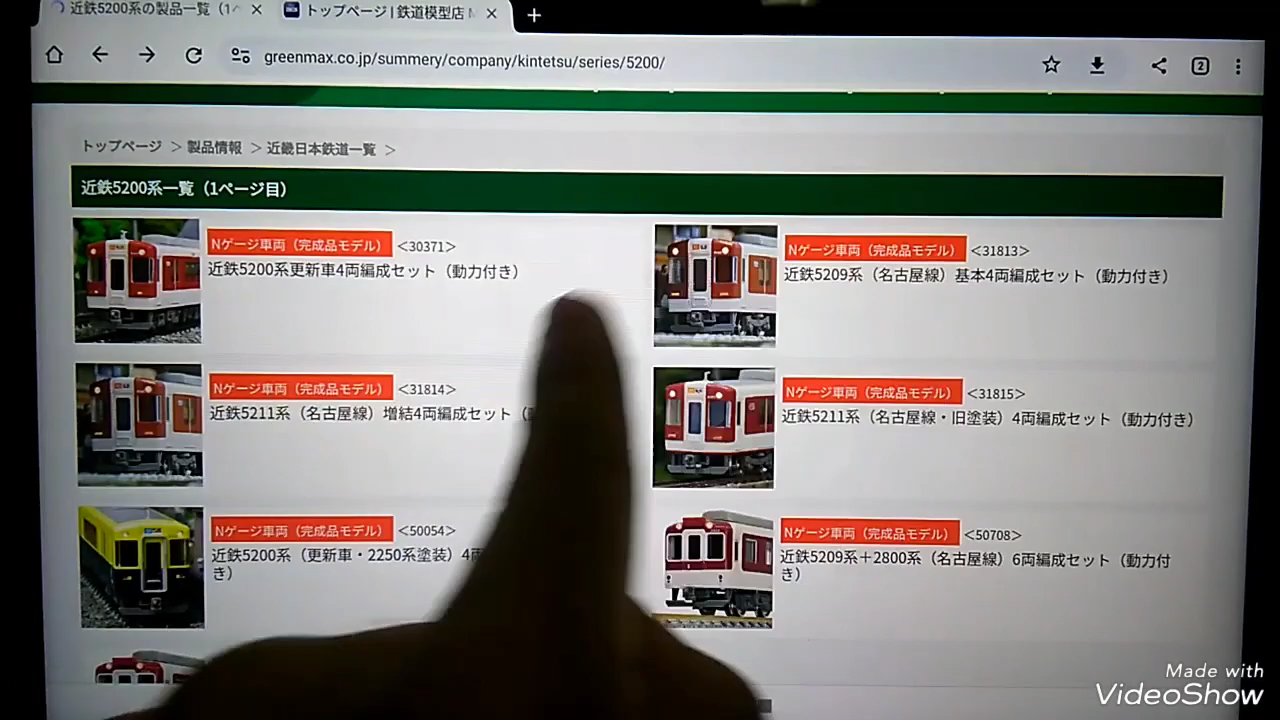 近鉄5200系の製品一覧（1ペ
トップページ | 鉄道模型店
greenmax.co.jp/summery/company/kintetsu/series/5200/
2
トップページ ＞ 製品情報 ＞ 近畿日本鉄道一覧 ＞
近鉄5200系一覧（1ページ目）
Nゲージ車両（完成品モデル） ＜30371＞
近鉄5200系更新車4両編成セット（動力付き）
Nゲージ車両（完成品モデル） ＜31813＞
近鉄5209系（名古屋線）基本4両編成セット（動力付き）
Nゲージ車両（完成品モデル） ＜31814＞
近鉄5211系（名古屋線）増結4両編成セット（
Nゲージ車両（完成品モデル） ＜31815＞
近鉄5211系（名古屋線・旧塗装）4両編成セット（動力付き）
Nゲージ車両（完成品モデル） ＜50054＞
近鉄5200系（更新車・2250系塗装）4両
き）
Nゲージ車両（完成品モデル） ＜50708＞
近鉄5209系＋2800系（名古屋線）6両編成セット（動力付
き）
Made with
VideoShow